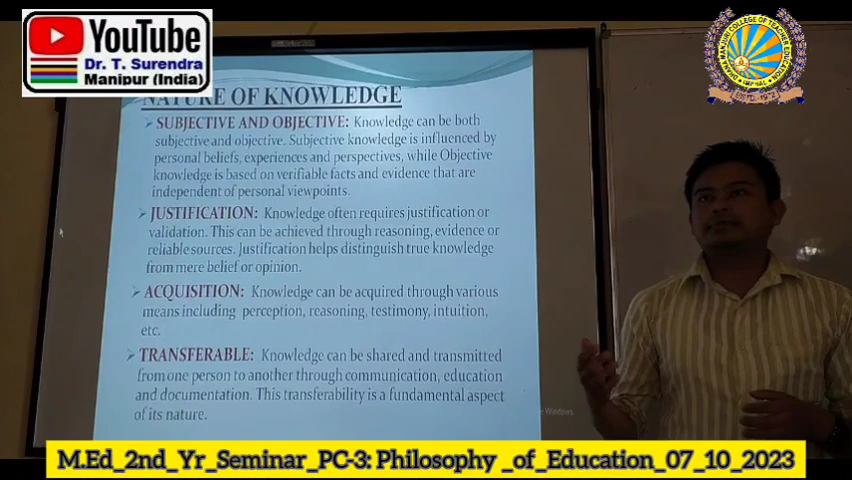 YouTube
Dr. T. Surendra
Manipur (India)
NATURE OF KNOWLEDGE
➢ SUBJECTIVE AND OBJECTIVE: Knowledge can be both
subjective and objective. Subjective knowledge is influenced by
personal beliefs, experiences and perspectives, while Objective
knowledge is based on verifiable facts and evidence that are
independent of personal viewpoints.
➢ JUSTIFICATION: Knowledge often requires justification or
validation. This can be achieved through reasoning, evidence or
reliable sources. Justification helps distinguish true knowledge
from mere belief or opinion.
➢ ACQUISITION: Knowledge can be acquired through various
means including perception, reasoning, testimony, intuition,
etc.
➢ TRANSFERABLE: Knowledge can be shared and transmitted
from one person to another through communication, education
and documentation. This transferability is a fundamental aspect
of its nature.
Windows
M.Ed_2nd_Yr_Seminar_PC-3: Philosophy _of_Education_07_10_2023
COLLEGE OF TEACHER EDUCATION
IMPHAL